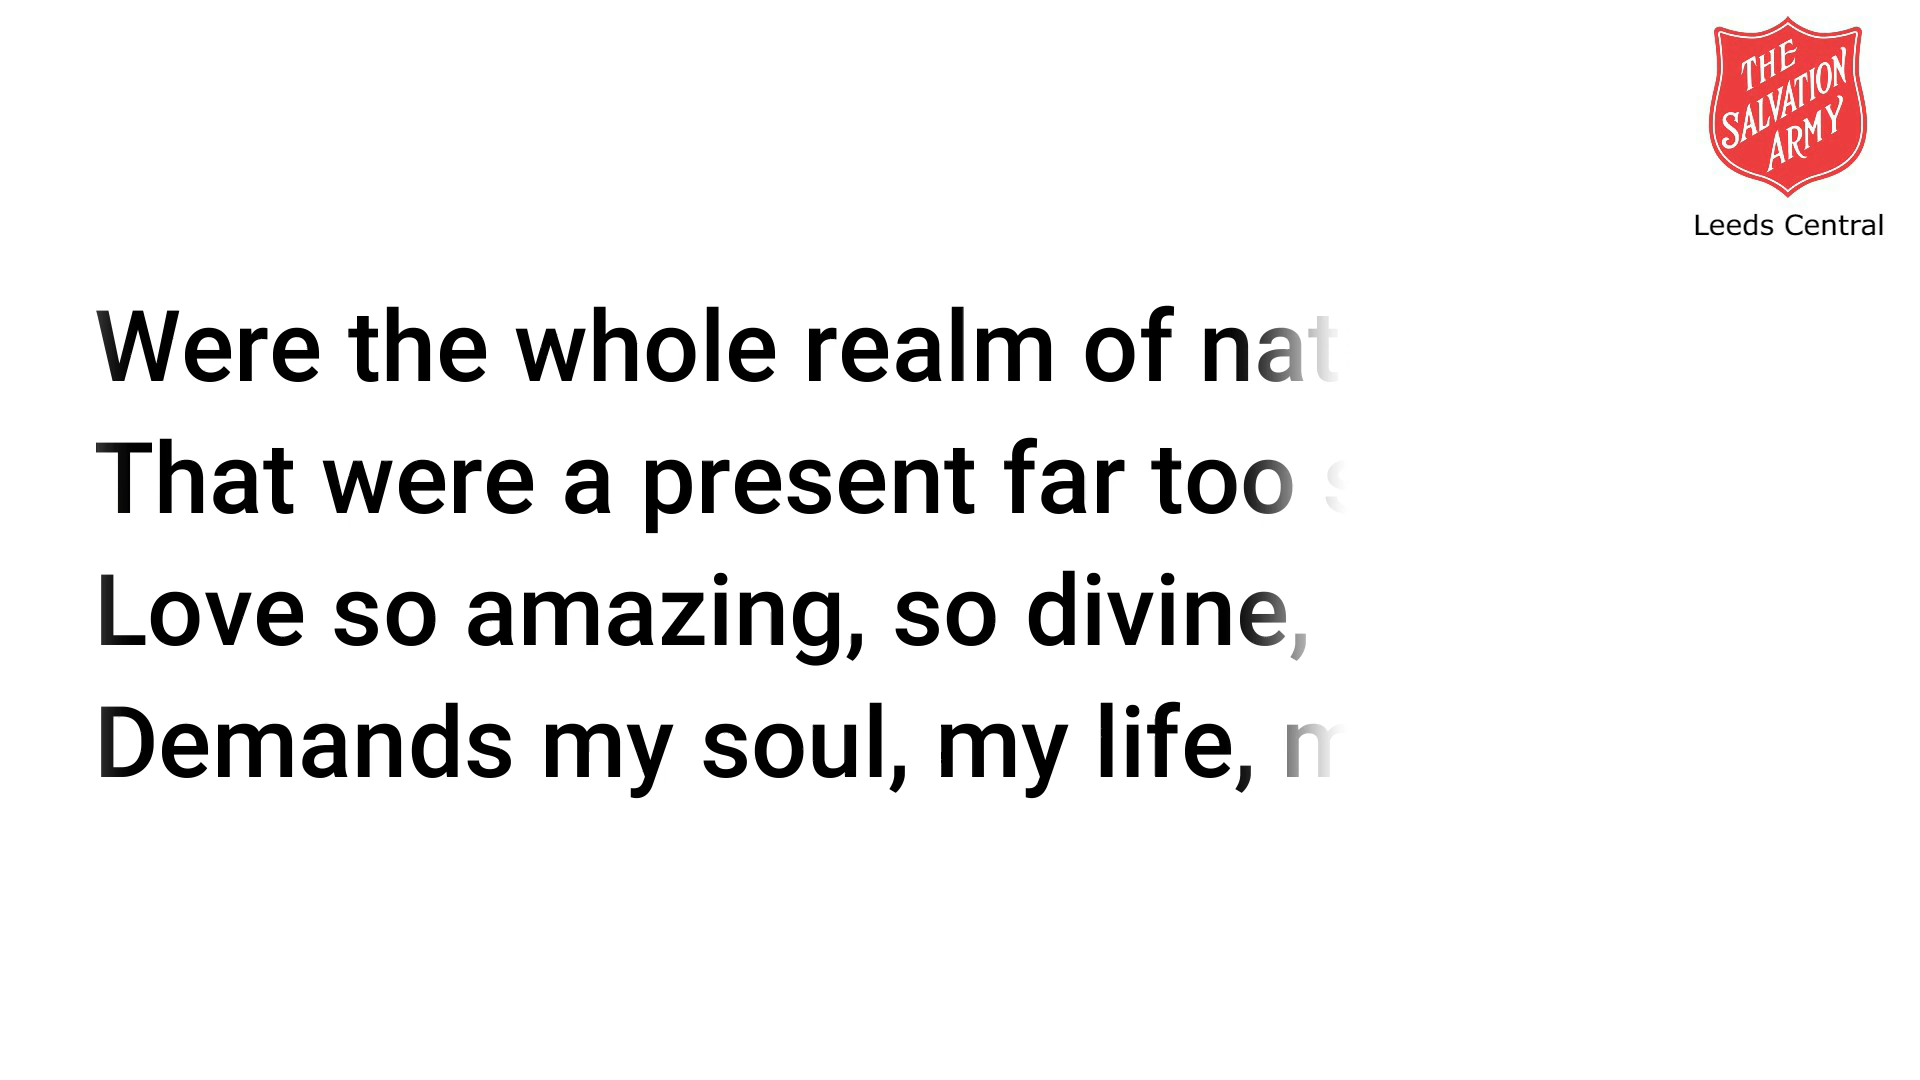 THE
SALVATION
ARMY
Leeds Central
Were the whole realm of nat
That were a present far too
Love so amazing, so divine,
Demands my soul, my life,